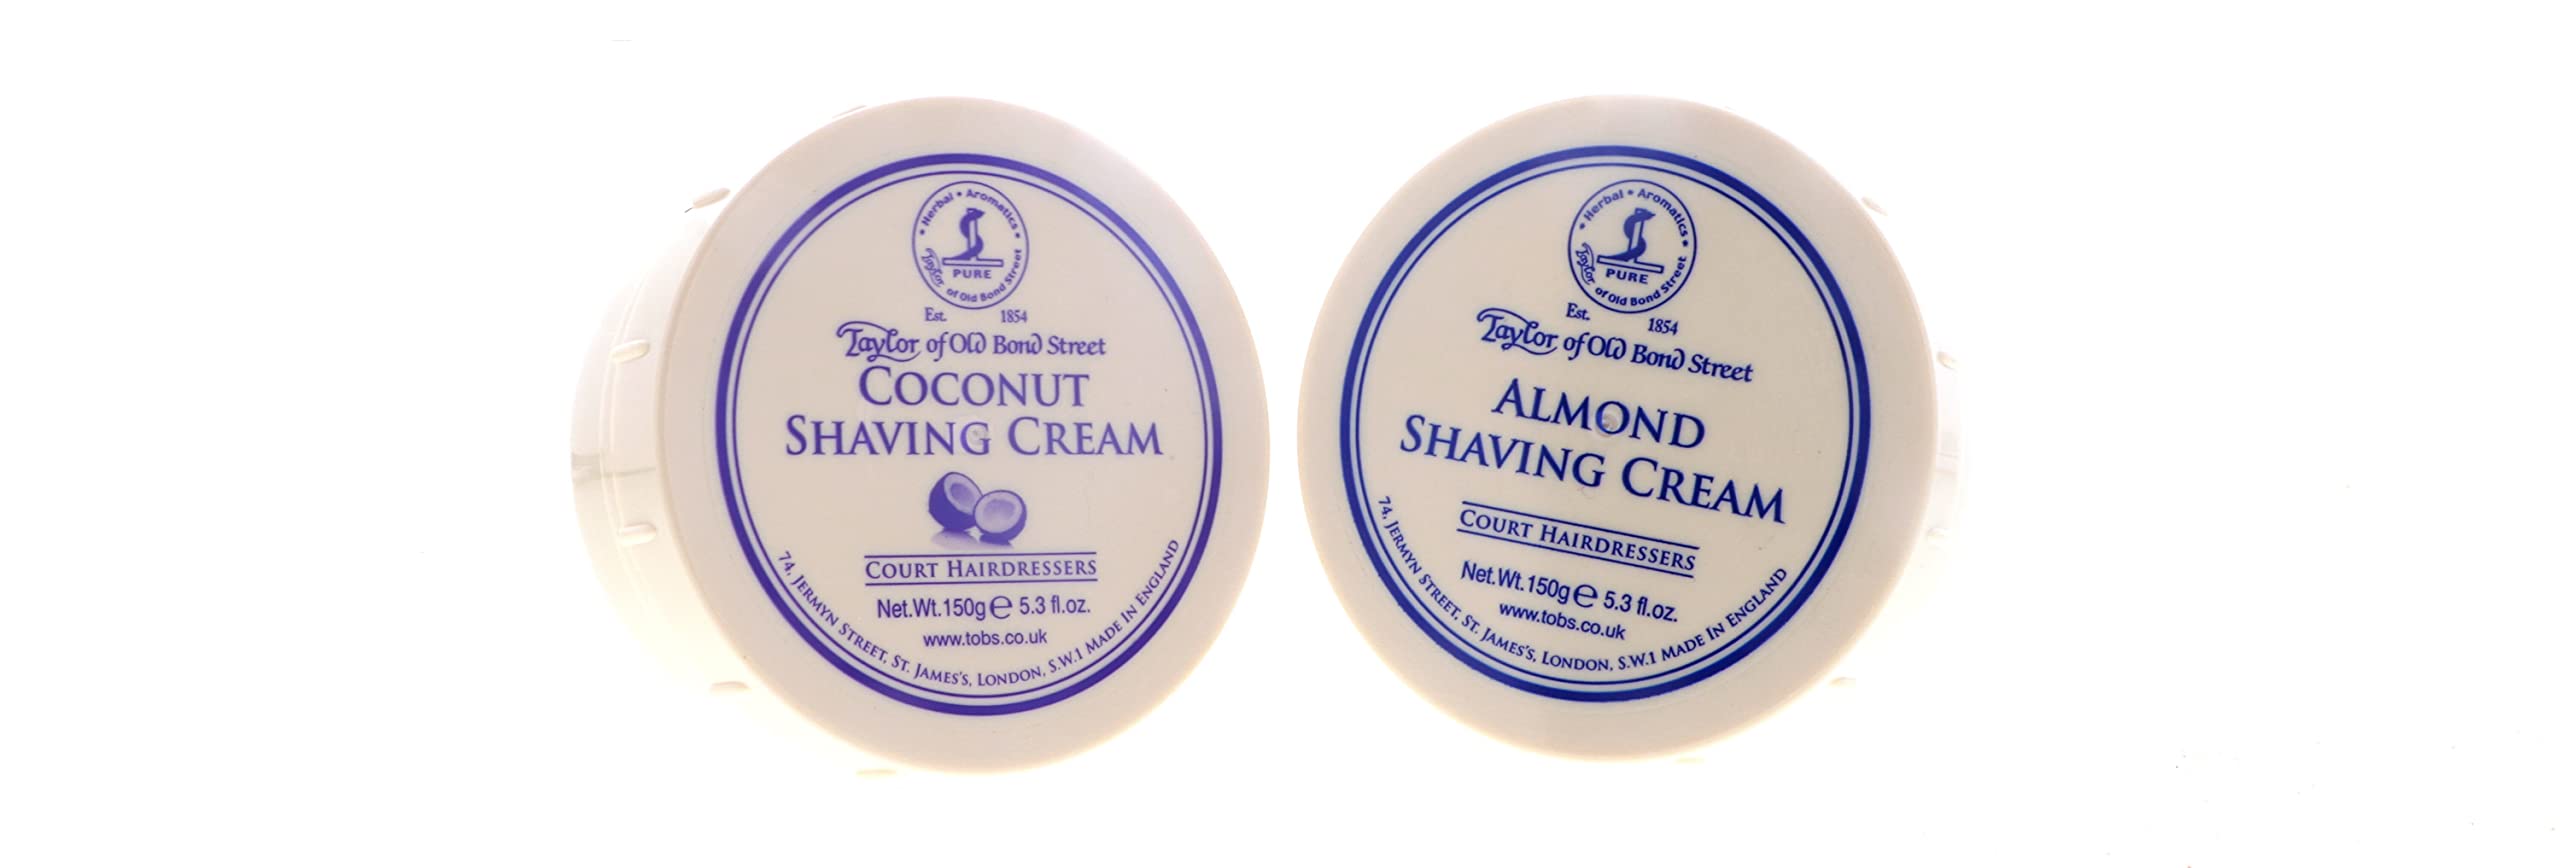 Herbal • Aromatics
PURE
Taylor of Old Bond Street
Est. 1854
Taylor of Old Bond Street
COCONUT
SHAVING CREAM
COURT HAIRDRESSERS
Net.Wt.150g℮ 5.3 fl.oz.
www.tobs.co.uk
74, JERMYN STREET, ST. JAMES'S, LONDON, S.W.1 MADE IN ENGLAND
Herbal • Aromatics
PURE
Taylor of Old Bond Street
Est. 1854
Taylor of Old Bond Street
ALMOND
SHAVING CREAM
COURT HAIRDRESSERS
Net.Wt.150g℮ 5.3 fl.oz.
www.tobs.co.uk
74, JERMYN STREET, ST. JAMES'S, LONDON, S.W.1 MADE IN ENGLAND